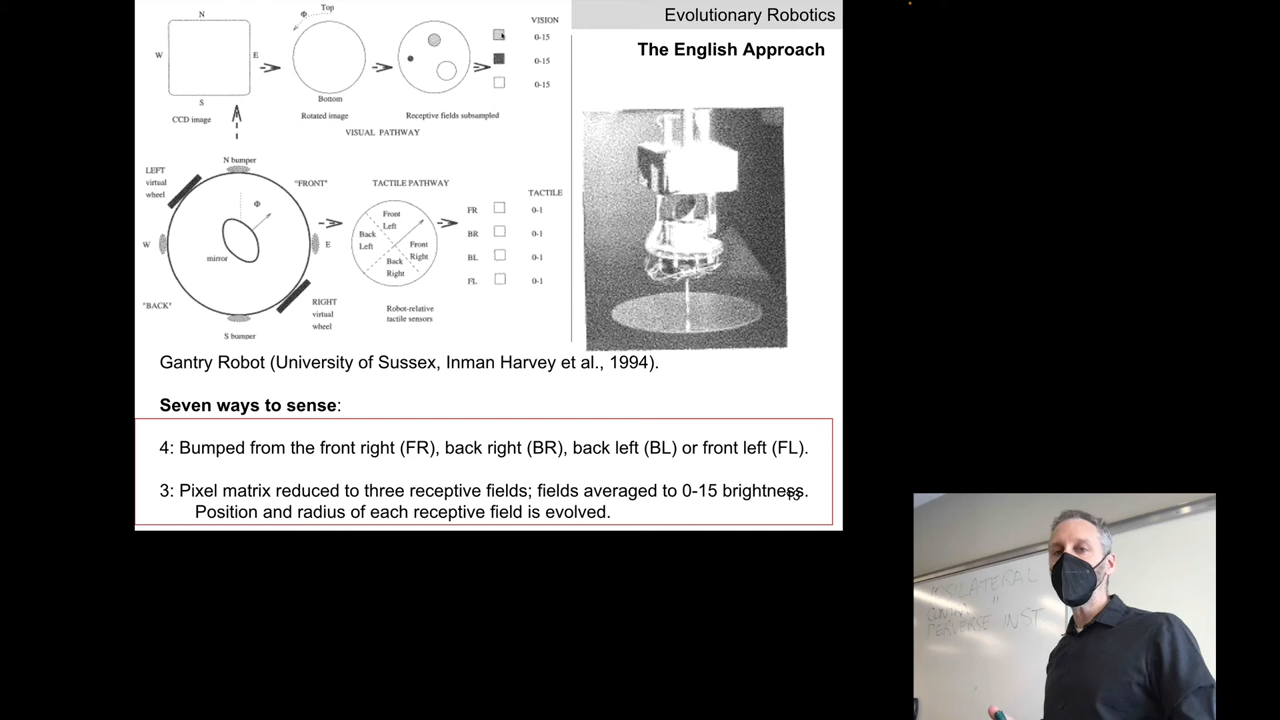 Evolutionary Robotics
The English Approach
N
W
E
S
CCD image
Φ
Top
Bottom
Rotated image
Receptive fields subsampled
VISION
0-15
0-15
0-15
VISUAL PATHWAY
N bumper
LEFT
virtual
wheel
"FRONT"
Φ
W
E
mirror
"BACK"
RIGHT
virtual
wheel
S bumper
TACTILE PATHWAY
Front
Left
Back
Left
Front
Right
Back
Right
Robot-relative
tactile sensors
TACTILE
FR 0-1
BR 0-1
BL 0-1
FL 0-1
Gantry Robot (University of Sussex, Inman Harvey et al., 1994).
Seven ways to sense:
4: Bumped from the front right (FR), back right (BR), back left (BL) or front left (FL).
3: Pixel matrix reduced to three receptive fields; fields averaged to 0-15 brightness.
Position and radius of each receptive field is evolved.
PERVERSE INST